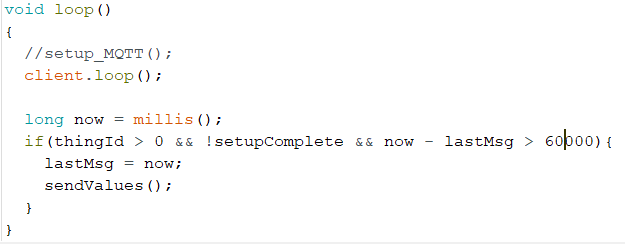 void loop()
{
  //setup_MQTT();
  client.loop();

  long now = millis();
  if(thingId > 0 && !setupComplete && now - lastMsg > 60000){
    lastMsg = now;
    sendValues();
  }
}